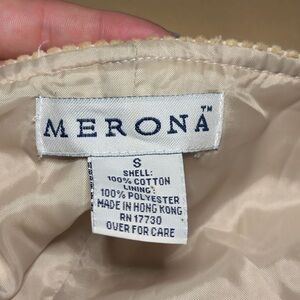 MERONA™
S
SHELL:
100% COTTON
LINING:
100% POLYESTER
MADE IN HONG KONG
RN 17730
OVER FOR CARE